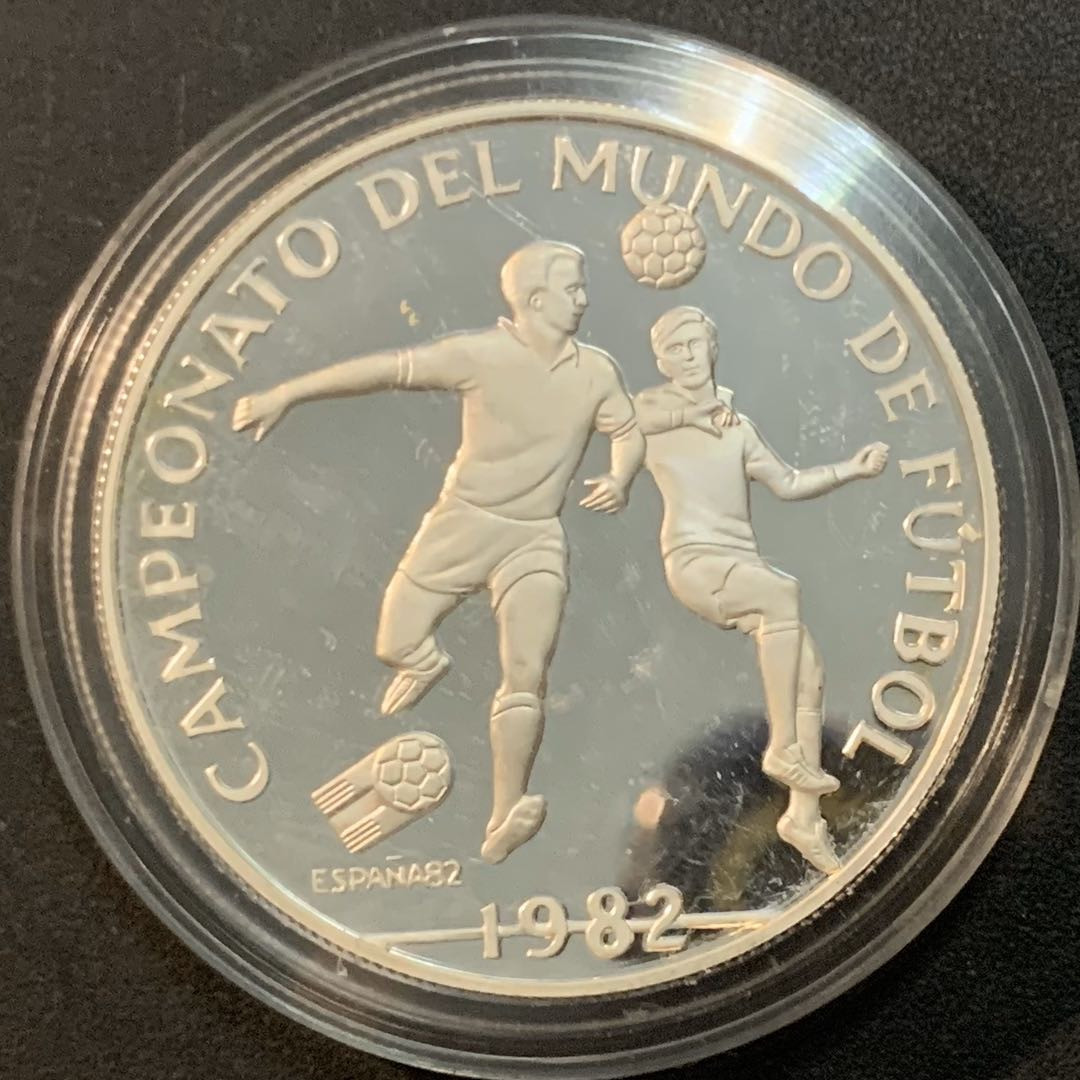 CAMPEONATO DEL MUNDO DE FÚTBOL
ESPAÑA82
1982